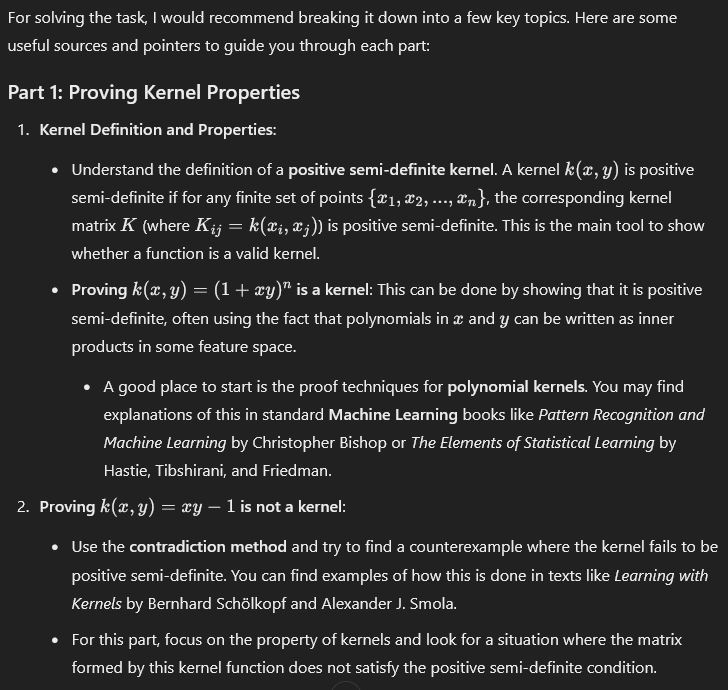 For solving the task, I would recommend breaking it down into a few key topics. Here are some
useful sources and pointers to guide you through each part:
Part 1: Proving Kernel Properties
1. Kernel Definition and Properties:
• Understand the definition of a positive semi-definite kernel. A kernel k(x, y) is positive
semi-definite if for any finite set of points {x₁, x₂, ..., xₙ}, the corresponding kernel
matrix K (where Kᵢⱼ = k(xᵢ, xⱼ)) is positive semi-definite. This is the main tool to show
whether a function is a valid kernel.
• Proving k(x, y) = (1 + xy)ⁿ is a kernel: This can be done by showing that it is positive
semi-definite, often using the fact that polynomials in x and y can be written as inner
products in some feature space.
• A good place to start is the proof techniques for polynomial kernels. You may find
explanations of this in standard Machine Learning books like Pattern Recognition and
Machine Learning by Christopher Bishop or The Elements of Statistical Learning by
Hastie, Tibshirani, and Friedman.
2. Proving k(x, y) = xy − 1 is not a kernel:
• Use the contradiction method and try to find a counterexample where the kernel fails to be
positive semi-definite. You can find examples of how this is done in texts like Learning with
Kernels by Bernhard Schölkopf and Alexander J. Smola.
• For this part, focus on the property of kernels and look for a situation where the matrix
formed by this kernel function does not satisfy the positive semi-definite condition.